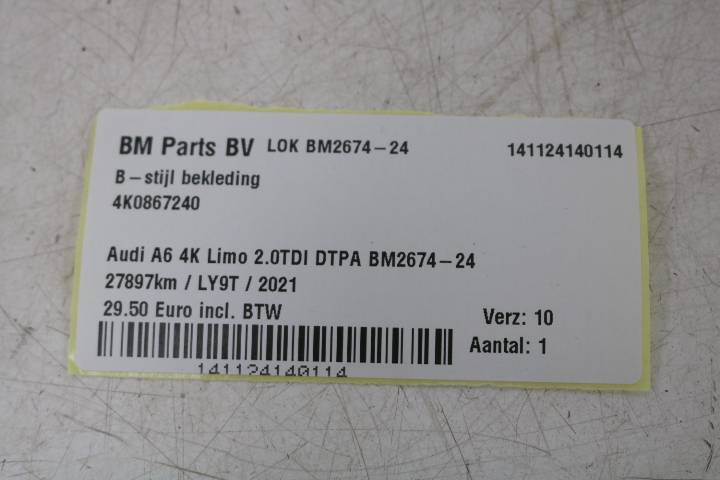 BM Parts BV LOK BM2674-24 141124140114
B-stijl bekleding
4K0867240
Audi A6 4K Limo 2.0TDI DTPA BM2674-24
27897km / LY9T / 2021
29.50 Euro incl. BTW
Verz: 10
Aantal: 1
141124140114